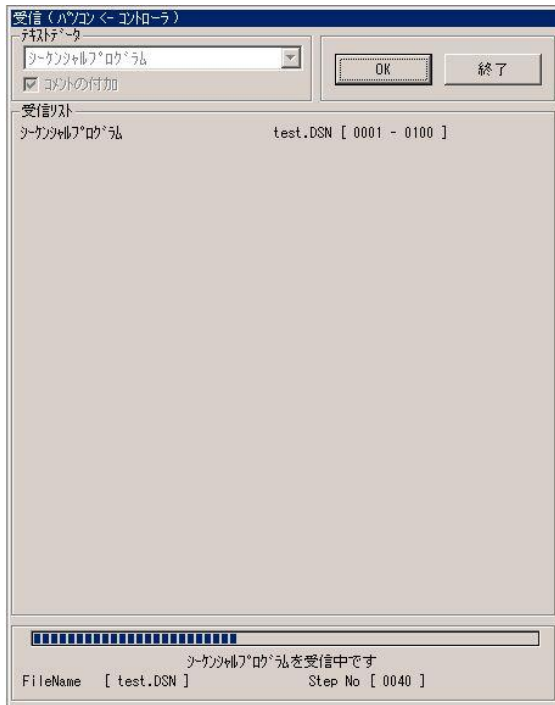 受信(パソコン <- コントローラ)
テキストデータ
シーケンシャルプログラム
コメントの付加
OK
終了
受信リスト
シーケンシャルプログラム test.DSN [ 0001 - 0100 ]
シーケンシャルプログラムを受信中です
FileName [ test.DSN ] Step No [ 0040 ]